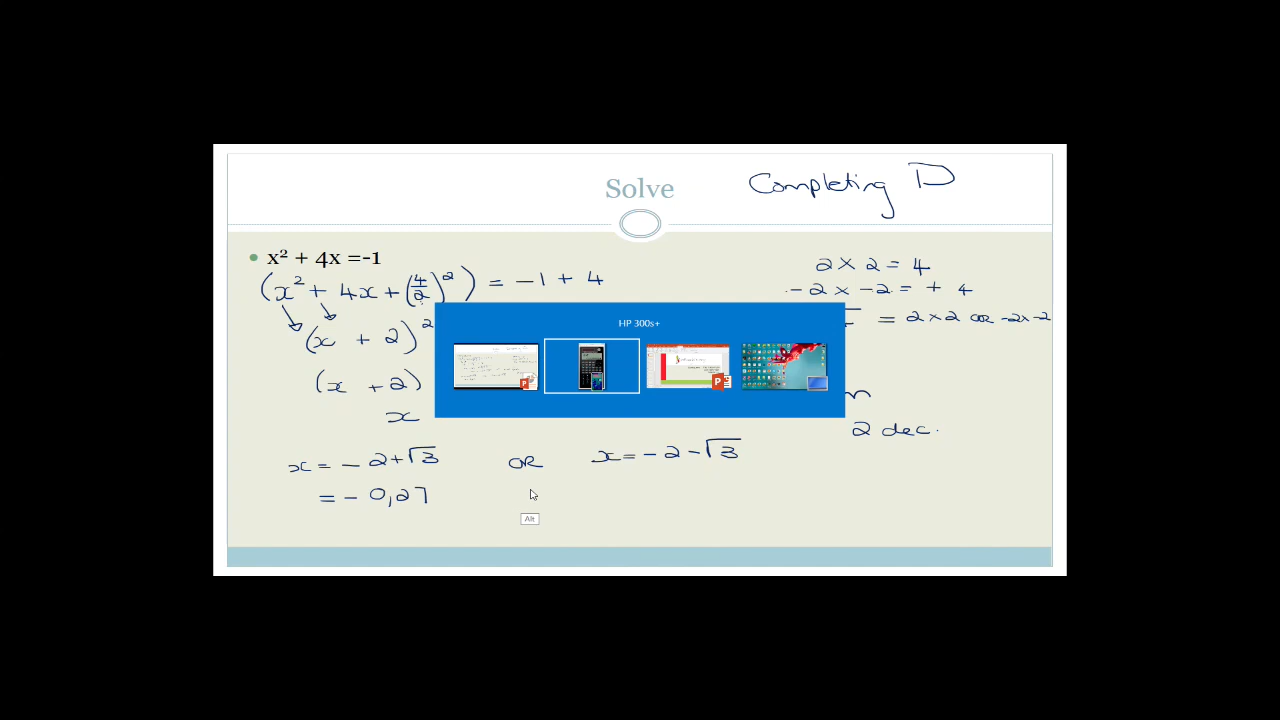 Solve
Completing D
• x² + 4x =-1
(x² + 4x + (4/2)²) = -1 + 4
2 × 2 = 4
-2 × -2 = + 4
= 2 × 2 OR -2x -2
(x + 2)²
HP 300s+
(x + 2)
x
2 dec.
x = - 2 + √3 OR x = - 2 - √3
= - 0,27
Alt